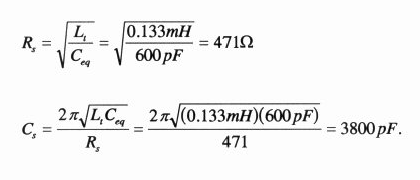 R_s = √(L_t / C_eq) = √(0.133mH / 600pF) = 471Ω
C_s = 2π√(L_t C_eq) / R_s = 2π√((0.133mH)(600pF)) / 471 = 3800pF.